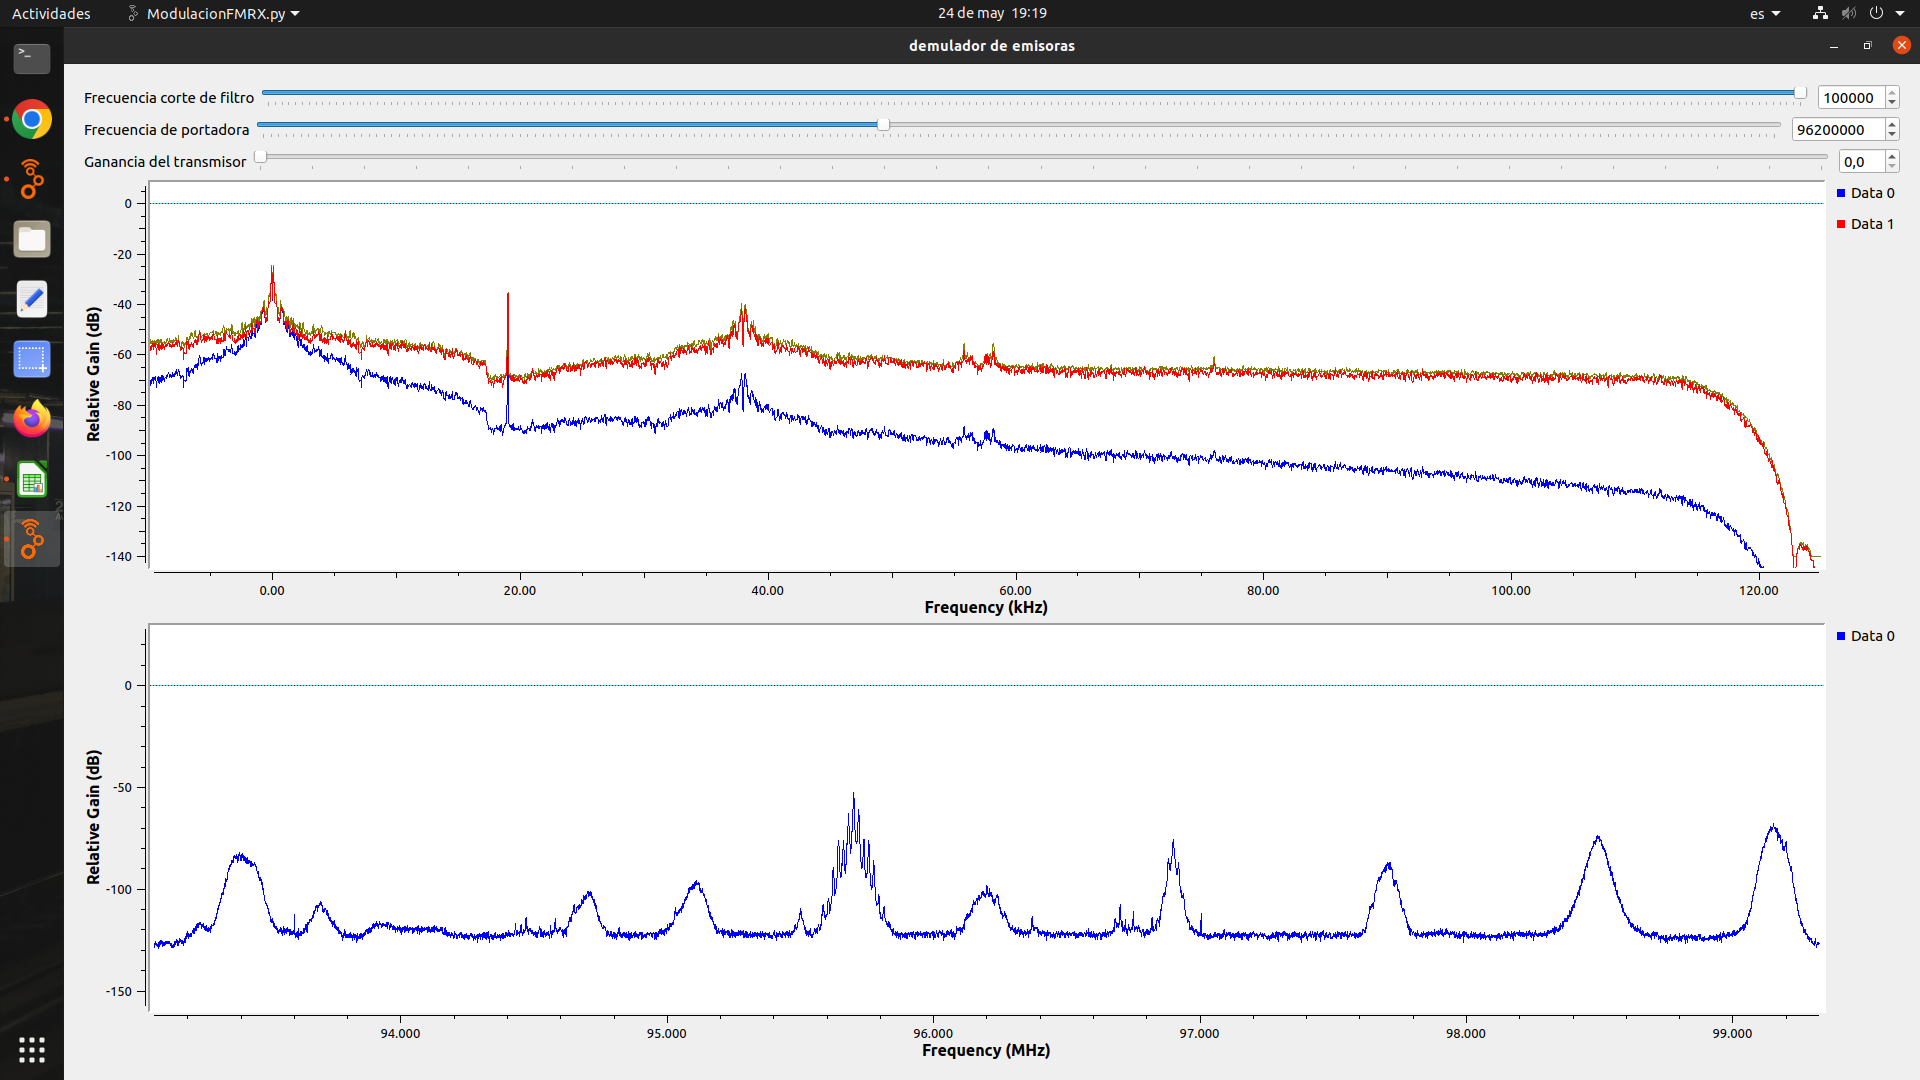 Actividades
ModulacionFMRX.py
24 de may 19:19
es
demulador de emisoras
Frecuencia corte de filtro
100000
Frecuencia de portadora
96200000
Ganancia del transmisor
0,0
Data 0
Data 1
Relative Gain (dB)
0
-20
-40
-60
-80
-100
-120
-140
0.00
20.00
40.00
60.00
80.00
100.00
120.00
Frequency (kHz)
Data 0
Relative Gain (dB)
0
-50
-100
-150
94.000
95.000
96.000
97.000
98.000
99.000
Frequency (MHz)